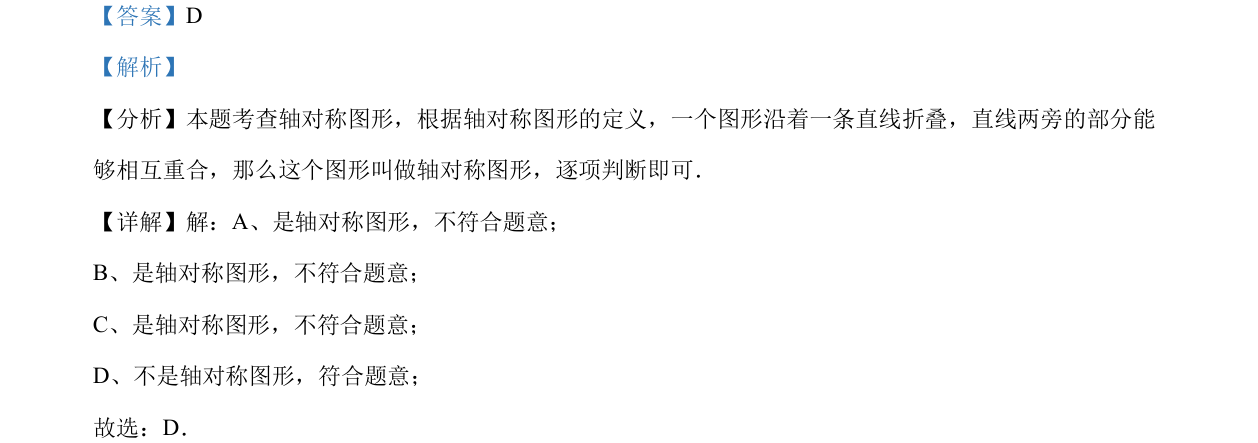 【答案】D
【解析】
【分析】本题考查轴对称图形，根据轴对称图形的定义，一个图形沿着一条直线折叠，直线两旁的部分能
够相互重合，那么这个图形叫做轴对称图形，逐项判断即可．
【详解】解：A、是轴对称图形，不符合题意；
B、是轴对称图形，不符合题意；
C、是轴对称图形，不符合题意；
D、不是轴对称图形，符合题意；
故选：D．